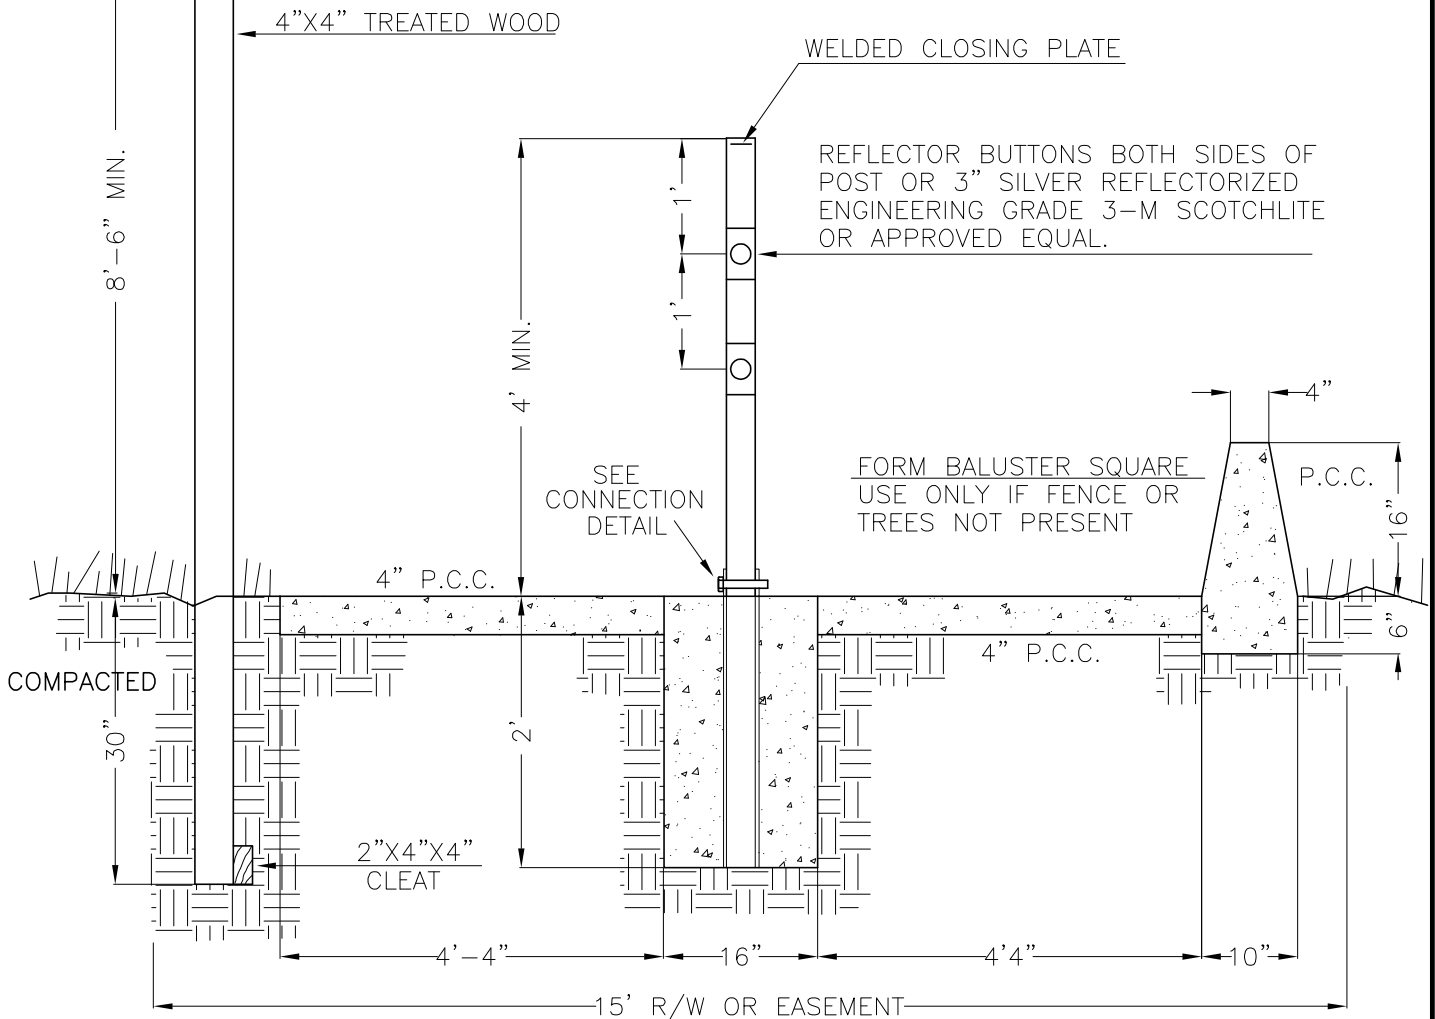 4”X4” TREATED WOOD
WELDED CLOSING PLATE
8’-6” MIN.
REFLECTOR BUTTONS BOTH SIDES OF
POST OR 3” SILVER REFLECTORIZED
ENGINEERING GRADE 3-M SCOTCHLITE
OR APPROVED EQUAL.
1’
1’
4’ MIN.
4”
SEE
CONNECTION
DETAIL
FORM BALUSTER SQUARE
USE ONLY IF FENCE OR
TREES NOT PRESENT
P.C.C.
16”
4” P.C.C.
6”
4” P.C.C.
COMPACTED
30”
2’
2”X4”X4”
CLEAT
4’-4”
16”
4’4”
10”
15’ R/W OR EASEMENT